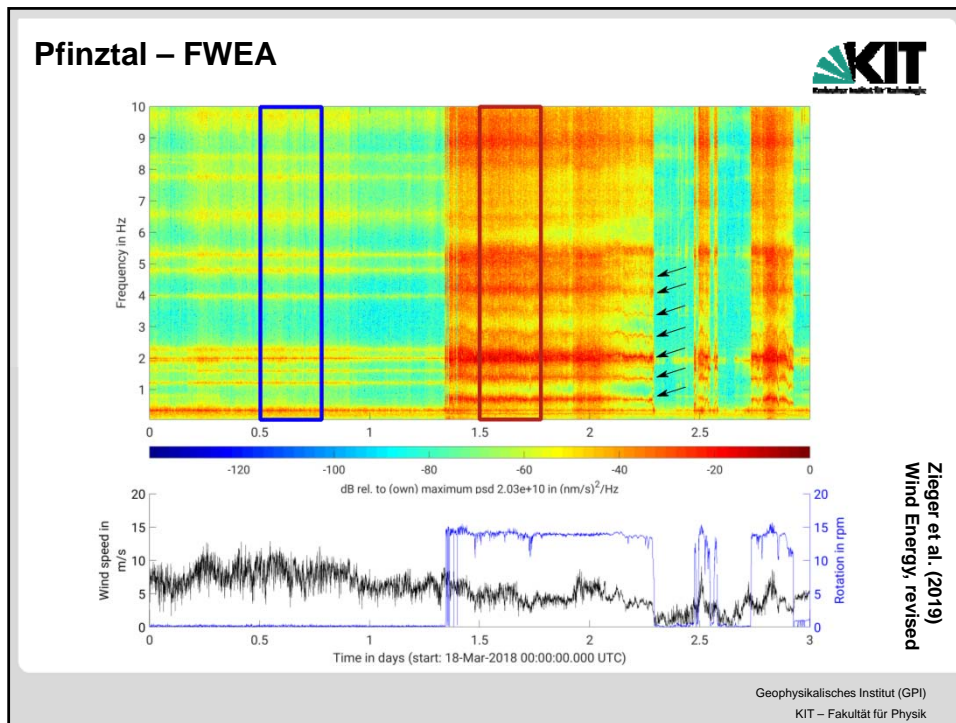 Pfinztal – FWEA
KIT
Karlsruher Institut für Technologie
Frequency in Hz
10
9
8
7
6
5
4
3
2
1
0 0.5 1 1.5 2 2.5
-120 -100 -80 -60 -40 -20 0
dB rel. to (own) maximum psd 2.03e+10 in (nm/s)²/Hz
Wind speed in
m/s
20
15
10
5
0
20
15
10
5
0
Rotation in rpm
0 0.5 1 1.5 2 2.5 3
Time in days (start: 18-Mar-2018 00:00:00.000 UTC)
Zieger et al. (2019)
Wind Energy, revised
Geophysikalisches Institut (GPI)
KIT – Fakultät für Physik